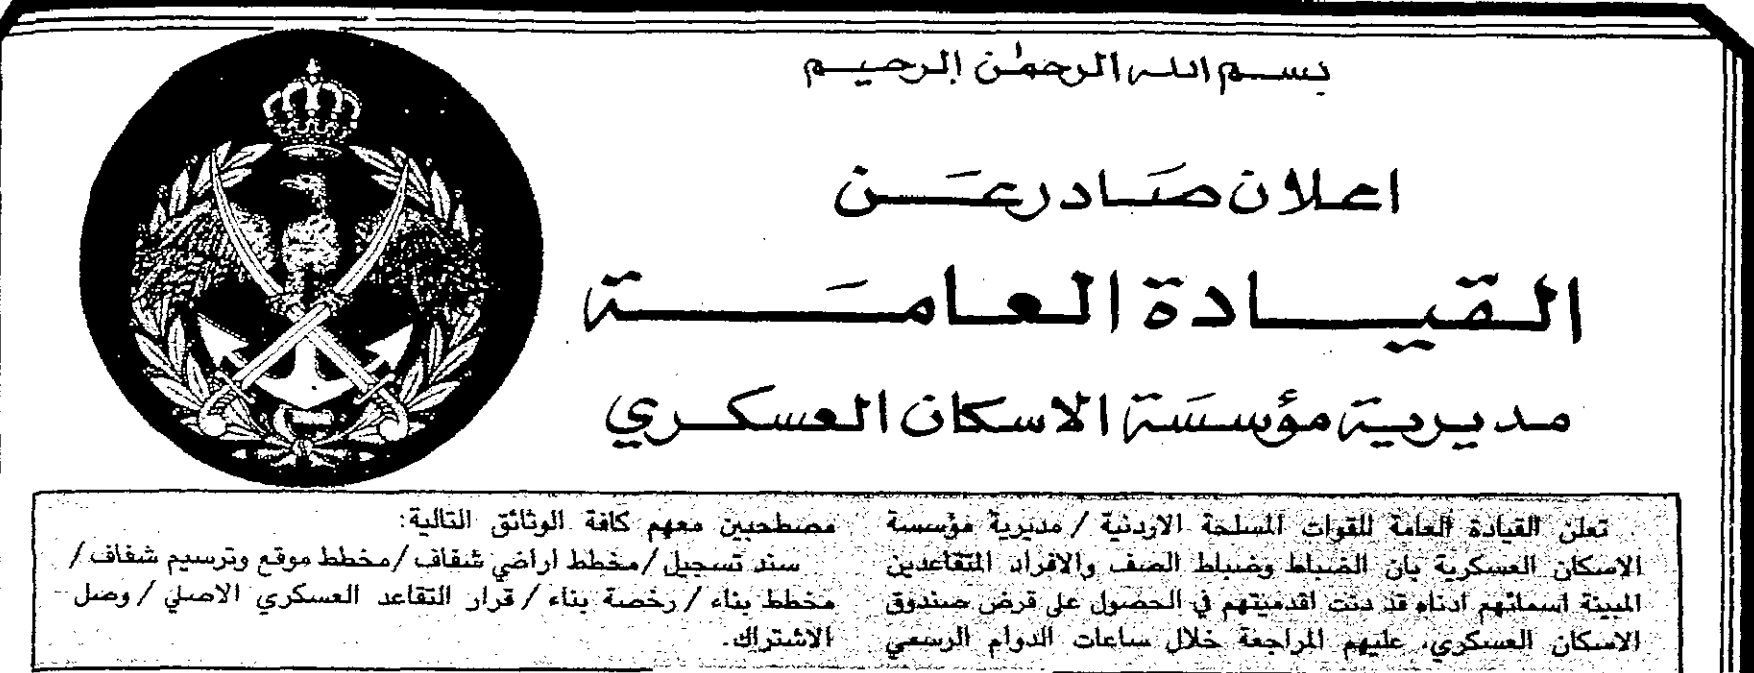 بسم الله الرحمٰن الرحيم
اعلان صادر عن
القيادة العامة
مديرية مؤسسة الاسكان العسكري
تعلن القيادة العامة للقوات المسلحة الاردنية / مديرية مؤسسة
الاسكان العسكرية بان الضباط وضباط الصف والافراد المتقاعدين
المبينة اسمائهم ادناه قد دنت اقدميتهم في الحصول على قرض صندوق
الاسكان العسكري، عليهم المراجعة خلال ساعات الدوام الرسمي
مصطحبين معهم كافة الوثائق التالية:
سند تسجيل / مخطط اراضي شفاف / مخطط موقع وترسيم شفاف /
مخطط بناء / رخصة بناء / قرار التقاعد العسكري الاصلي / وصل
الاشتراك.